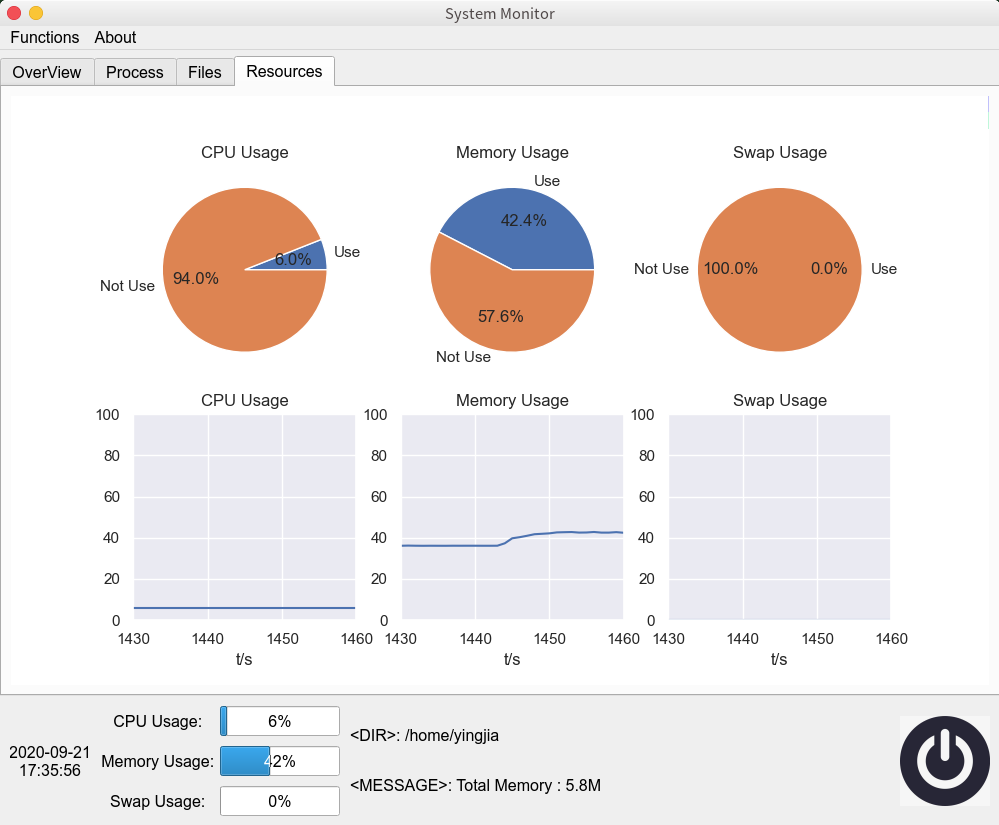 System Monitor
Functions About
OverView Process Files Resources
CPU Usage Memory Usage Swap Usage
Use
42.4%
Use
6.0%
94.0%
Not Use
Not Use 100.0% 0.0% Use
57.6%
Not Use
CPU Usage Memory Usage Swap Usage
100 100 100
80 80 80
60 60 60
40 40 40
20 20 20
0 0 0
1430 1440 1450 1460 1430 1440 1450 1460 1430 1440 1450 1460
t/s t/s t/s
CPU Usage: 6%
<DIR>: /home/yingjia
2020-09-21
17:35:56
Memory Usage: 42%
<MESSAGE>: Total Memory : 5.8M
Swap Usage: 0%